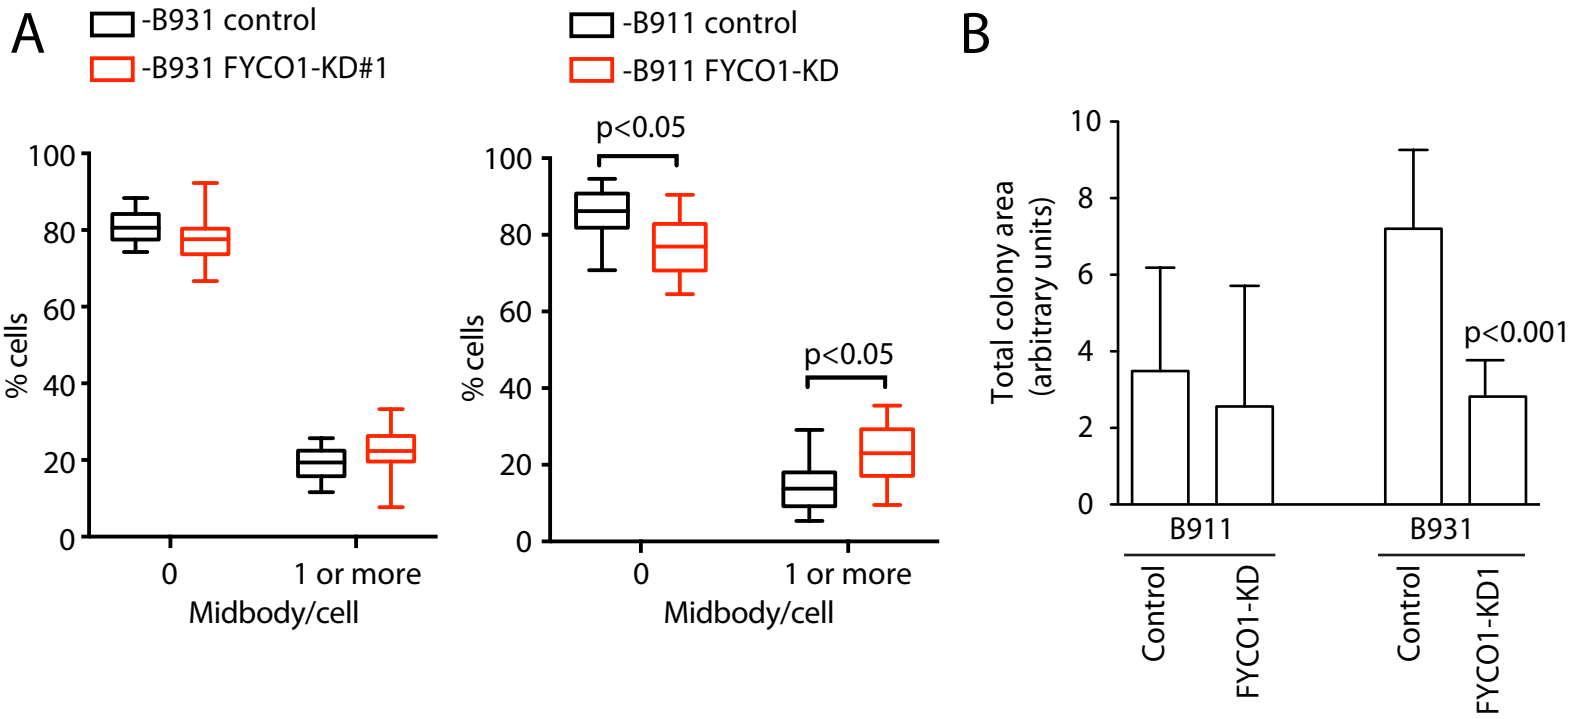 A
-B931 control
-B931 FYCO1-KD#1
100
80
60
40
20
0
% cells
0
1 or more
Midbody/cell
-B911 control
-B911 FYCO1-KD
p<0.05
100
80
60
40
20
0
% cells
p<0.05
0
1 or more
Midbody/cell
B
10
8
6
4
2
0
Total colony area
(arbitrary units)
p<0.001
B911
B931
Control
FYCO1-KD
Control
FYCO1-KD1